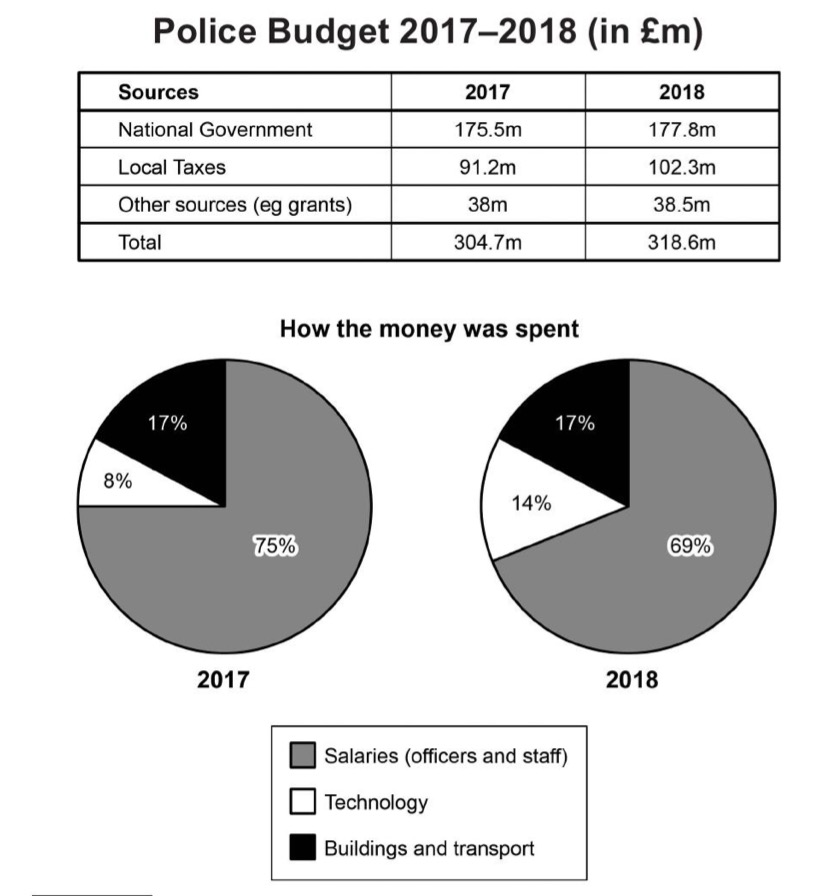 Police Budget 2017–2018 (in £m)
Sources 2017 2018
National Government 175.5m 177.8m
Local Taxes 91.2m 102.3m
Other sources (eg grants) 38m 38.5m
Total 304.7m 318.6m
How the money was spent
17%
8%
75%
2017
17%
14%
69%
2018
Salaries (officers and staff)
Technology
Buildings and transport